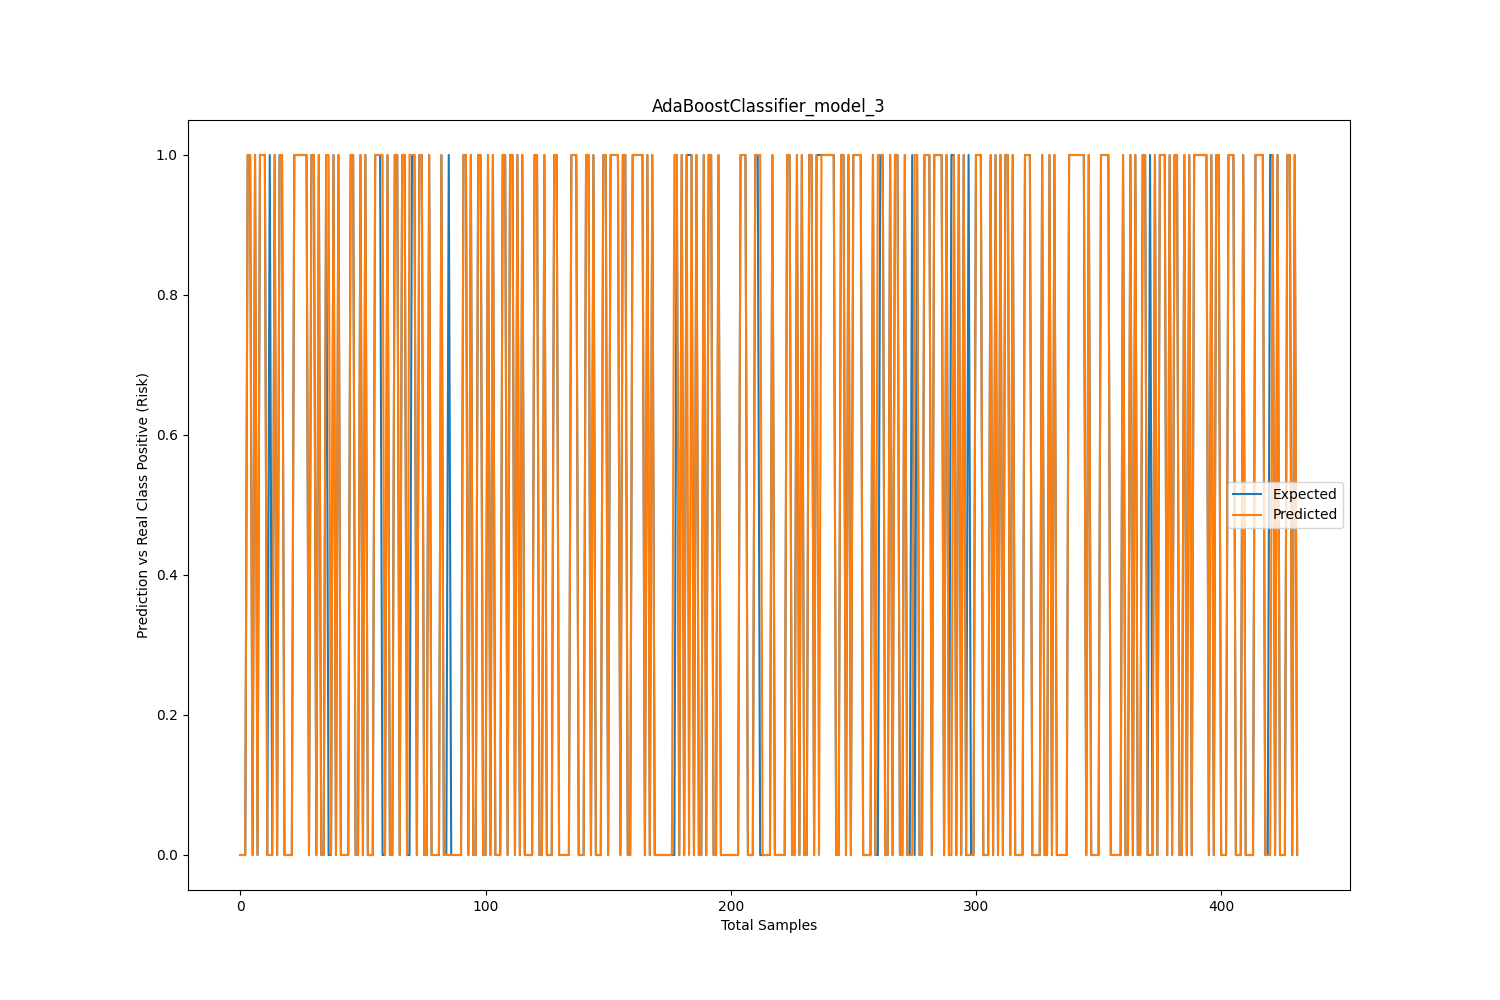 AdaBoostClassifier_model_3
Prediction vs Real Class Positive (Risk)
1.0
0.8
0.6
0.4
0.2
0.0
Expected
Predicted
0 100 200 300 400
Total Samples